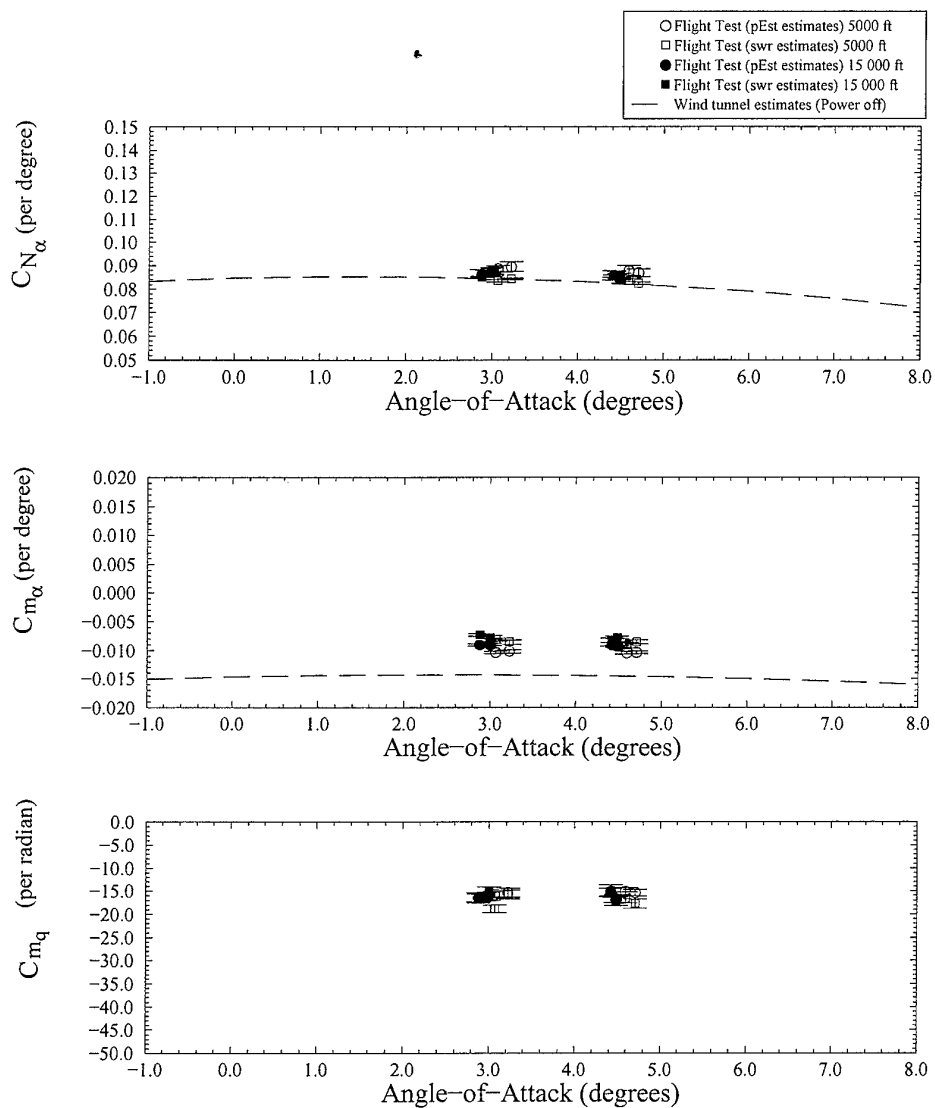 Flight Test (pEst estimates) 5000 ft
Flight Test (swr estimates) 5000 ft
Flight Test (pEst estimates) 15 000 ft
Flight Test (swr estimates) 15 000 ft
Wind tunnel estimates (Power off)
0.15
0.14
0.13
0.12
0.11
0.10
0.09
0.08
0.07
0.06
0.05
CNα (per degree)
−1.0 0.0 1.0 2.0 3.0 4.0 5.0 6.0 7.0 8.0
Angle−of−Attack (degrees)
0.020
0.015
0.010
0.005
0.000
−0.005
−0.010
−0.015
−0.020
Cmα (per degree)
−1.0 0.0 1.0 2.0 3.0 4.0 5.0 6.0 7.0 8.0
Angle−of−Attack (degrees)
0.0
−5.0
−10.0
−15.0
−20.0
−25.0
−30.0
−35.0
−40.0
−45.0
−50.0
Cmq (per radian)
−1.0 0.0 1.0 2.0 3.0 4.0 5.0 6.0 7.0 8.0
Angle−of−Attack (degrees)